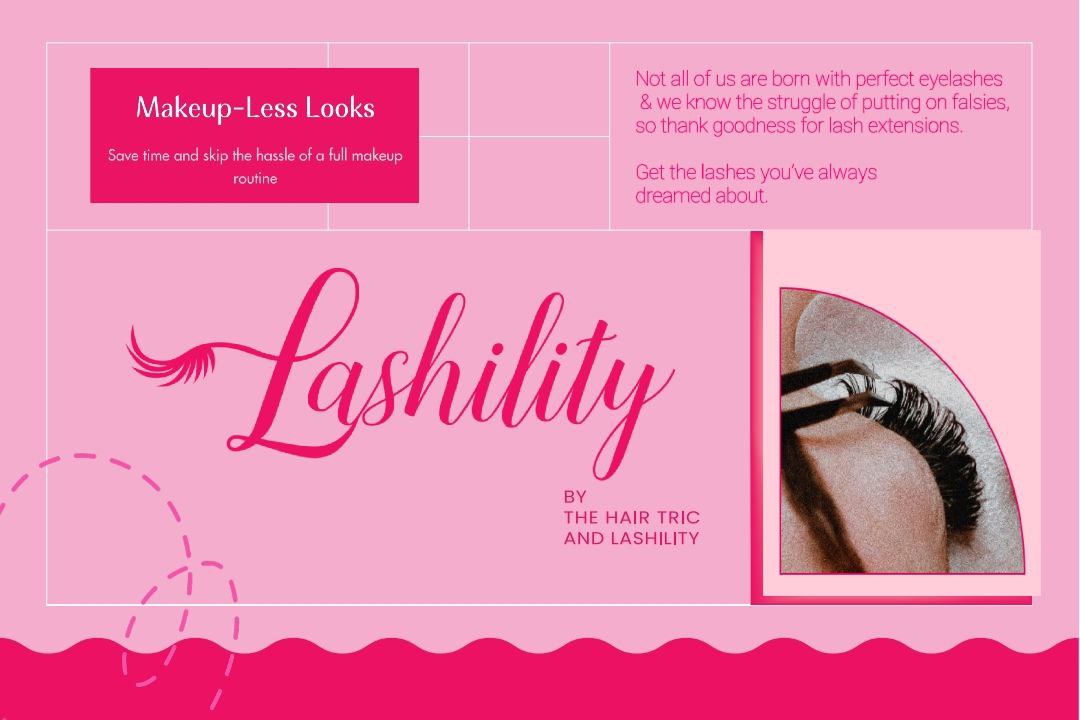 Makeup-Less Looks
Save time and skip the hassle of a full makeup
routine
Not all of us are born with perfect eyelashes
& we know the struggle of putting on falsies,
so thank goodness for lash extensions.
Get the lashes you've always
dreamed about.
Lashility
BY
THE HAIR TRIC
AND LASHILITY